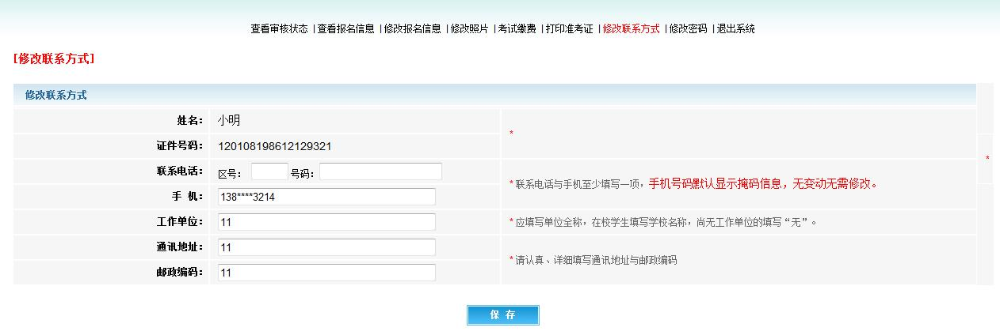 查看审核状态 |查看报名信息 |修改报名信息 |修改照片 |考试缴费 |打印准考证 |修改联系方式 |修改密码 |退出系统
[修改联系方式]
修改联系方式
姓名： 小明
*
证件号码： 120108198612129321
*
联系电话： 区号： 号码：
* 联系电话与手机至少填写一项，手机号码默认显示掩码信息，无变动无需修改。
手 机： 138****3214
工作单位： 11 * 应填写单位全称，在校学生填写学校名称，尚无工作单位的填写“无”。
通讯地址： 11
* 请认真、详细填写通讯地址与邮政编码
邮政编码： 11
保 存